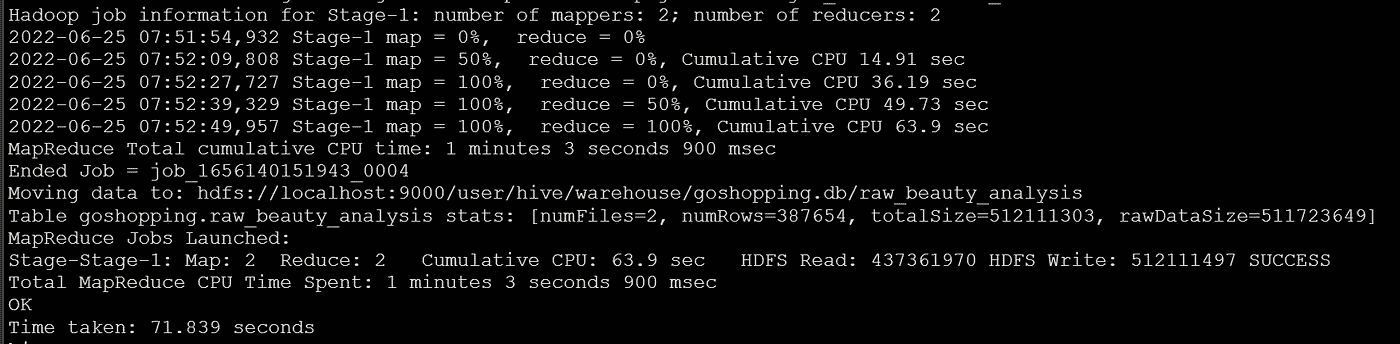 Hadoop job information for Stage-1: number of mappers: 2; number of reducers: 2
2022-06-25 07:51:54,932 Stage-1 map = 0%,  reduce = 0%
2022-06-25 07:52:09,808 Stage-1 map = 50%,  reduce = 0%, Cumulative CPU 14.91 sec
2022-06-25 07:52:27,727 Stage-1 map = 100%,  reduce = 0%, Cumulative CPU 36.19 sec
2022-06-25 07:52:39,329 Stage-1 map = 100%,  reduce = 50%, Cumulative CPU 49.73 sec
2022-06-25 07:52:49,957 Stage-1 map = 100%,  reduce = 100%, Cumulative CPU 63.9 sec
MapReduce Total cumulative CPU time: 1 minutes 3 seconds 900 msec
Ended Job = job_1656140151943_0004
Moving data to: hdfs://localhost:9000/user/hive/warehouse/goshopping.db/raw_beauty_analysis
Table goshopping.raw_beauty_analysis stats: [numFiles=2, numRows=387654, totalSize=512111303, rawDataSize=511723649]
MapReduce Jobs Launched:
Stage-Stage-1: Map: 2  Reduce: 2   Cumulative CPU: 63.9 sec   HDFS Read: 437361970 HDFS Write: 512111497 SUCCESS
Total MapReduce CPU Time Spent: 1 minutes 3 seconds 900 msec
OK
Time taken: 71.839 seconds